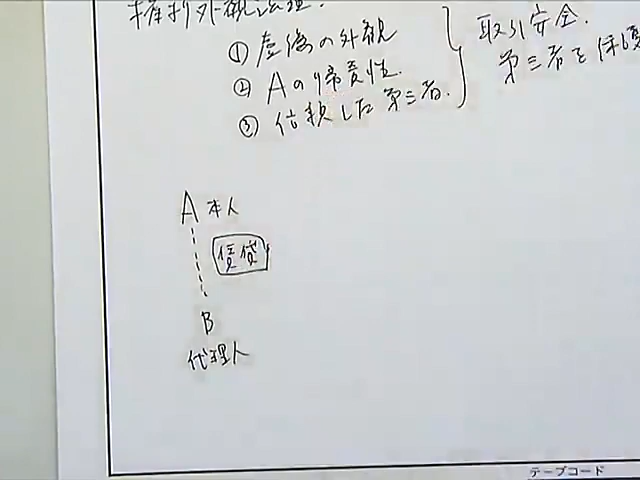 権利外観法理.
①虚偽の外観
② Aの帰責性.
③ 信頼した第三者.
取引安全.
第三者を保護
A 本人
賃貸
B
代理人
テープコード